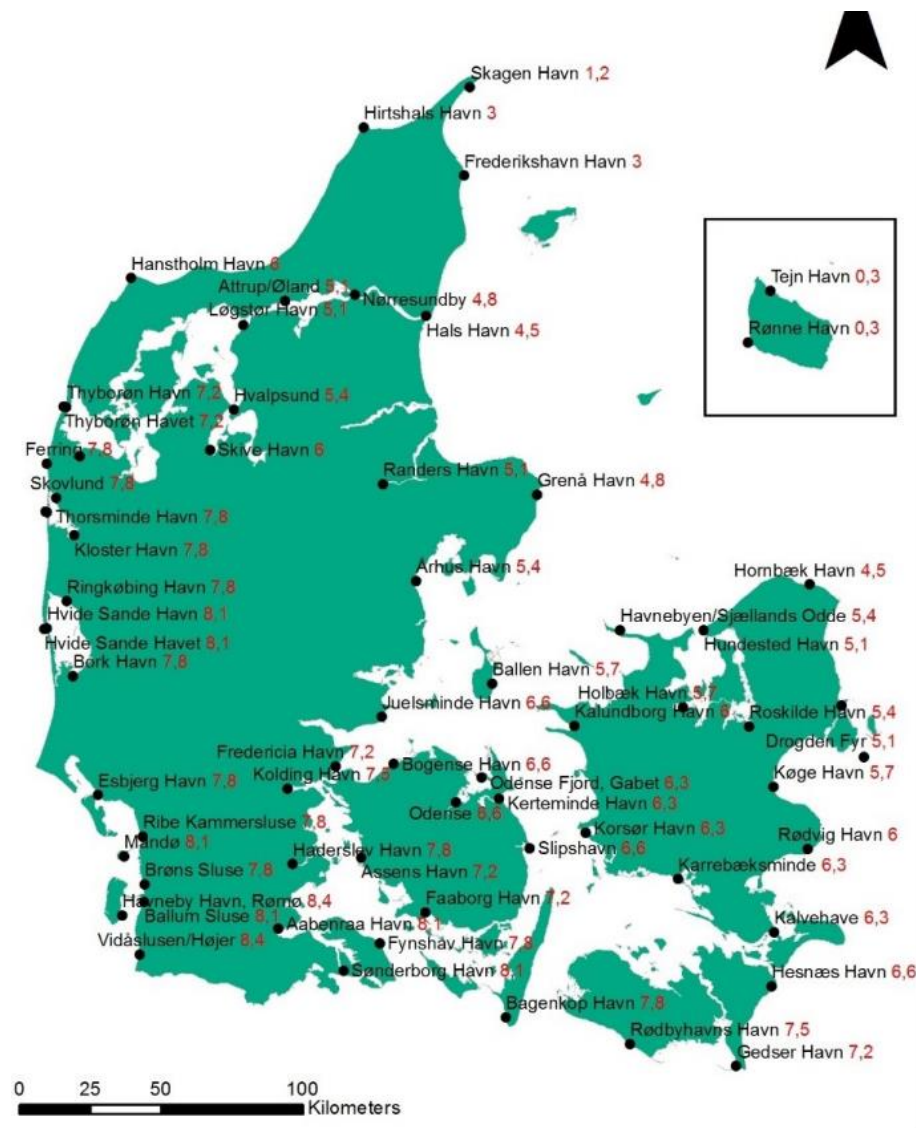 Skagen Havn 1,2
Hirtshals Havn 3
Frederikshavn Havn 3
Hanstholm Havn 6
Attrup/Øland 5,1
Nørresundby 4,8
Løgstør Havn 5,1
Hals Havn 4,5
Tejn Havn 0,3
Rønne Havn 0,3
Thyborøn Havn 7,2
Hvalpsund 5,4
Thyborøn Havet 7,2
Ferring 7,8
Skive Havn 6
Randers Havn 5,1
Grenå Havn 4,8
Skovlund 7,8
Thorsminde Havn 7,8
Kloster Havn 7,8
Århus Havn 5,4
Hornbæk Havn 4,5
Ringkøbing Havn 7,8
Hvide Sande Havn 8,1
Havnebyen/Sjællands Odde 5,4
Hvide Sande Havet 8,1
Hundested Havn 5,1
Bork Havn 7,8
Ballen Havn 5,7
Holbæk Havn 5,7
Juelsminde Havn 6,6
Kalundborg Havn 6
Roskilde Havn 5,4
Drogden Fyr 5,1
Fredericia Havn 7,2
Bogense Havn 6,6
Kolding Havn 7,5
Køge Havn 5,7
Esbjerg Havn 7,8
Odense Fjord, Gabet 6,3
Kerteminde Havn 6,3
Odense 6,6
Ribe Kammersluse 7,8
Korsør Havn 6,3
Rødvig Havn 6
Mandø 8,1
Haderslev Havn 7,8
Slipshavn 6,6
Brøns Sluse 7,8
Assens Havn 7,2
Karrebæksminde 6,3
Havneby Havn, Rømø 8,4
Faaborg Havn 7,2
Ballum Sluse 8,1
Aabenraa Havn 8,1
Kalvehave 6,3
Vidåslusen/Højer 8,4
Fynshav Havn 7,8
Sønderborg Havn 8,1
Hesnæs Havn 6,6
Bagenkop Havn 7,8
Rødbyhavns Havn 7,5
Gedser Havn 7,2
0 25 50 100
Kilometers